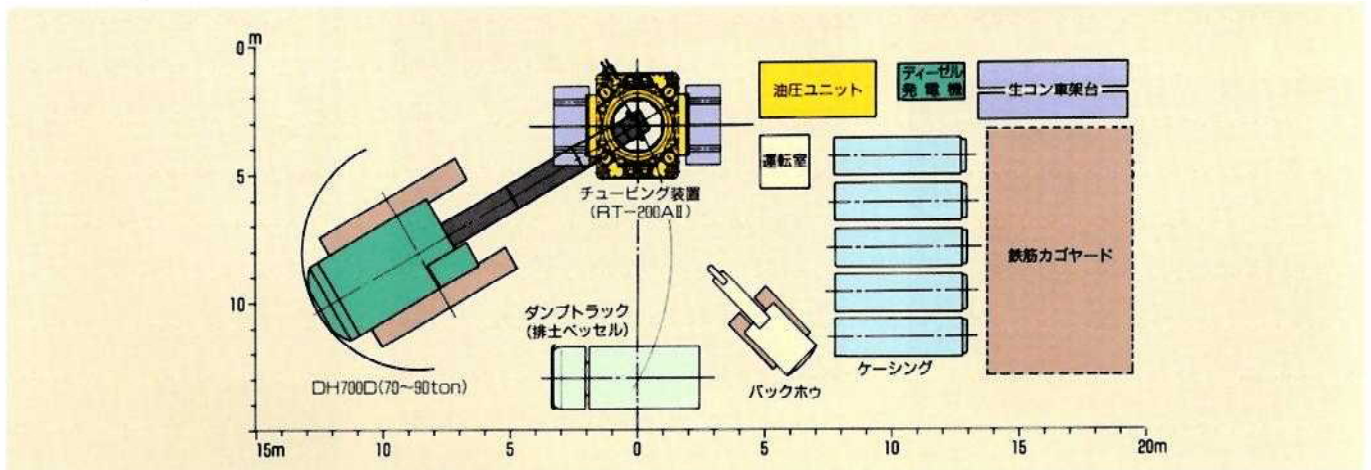 0 m
油圧ユニット
ディーゼル
発電機
生コン車架台
運転室
5
チュービング装置
(RT-200AⅡ)
鉄筋カゴヤード
10
ダンプトラック
(排土ベッセル)
DH700D(70~90ton)
バックホゥ
ケーシング
15m 10 5 0 5 10 15 20m